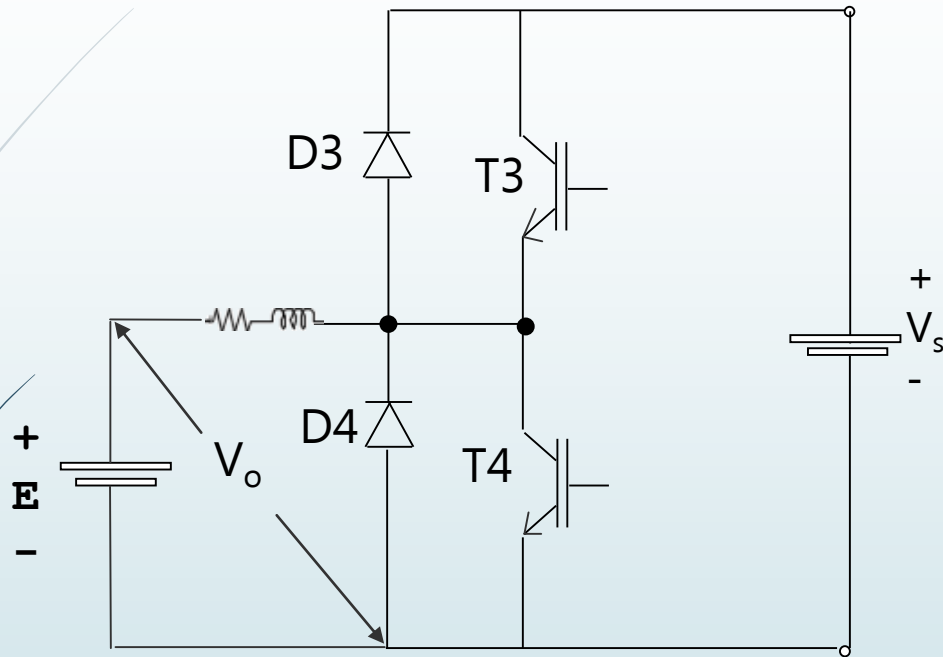 D3
T3
+
Vₛ
-
D4
T4
+
E
-
Vₒ